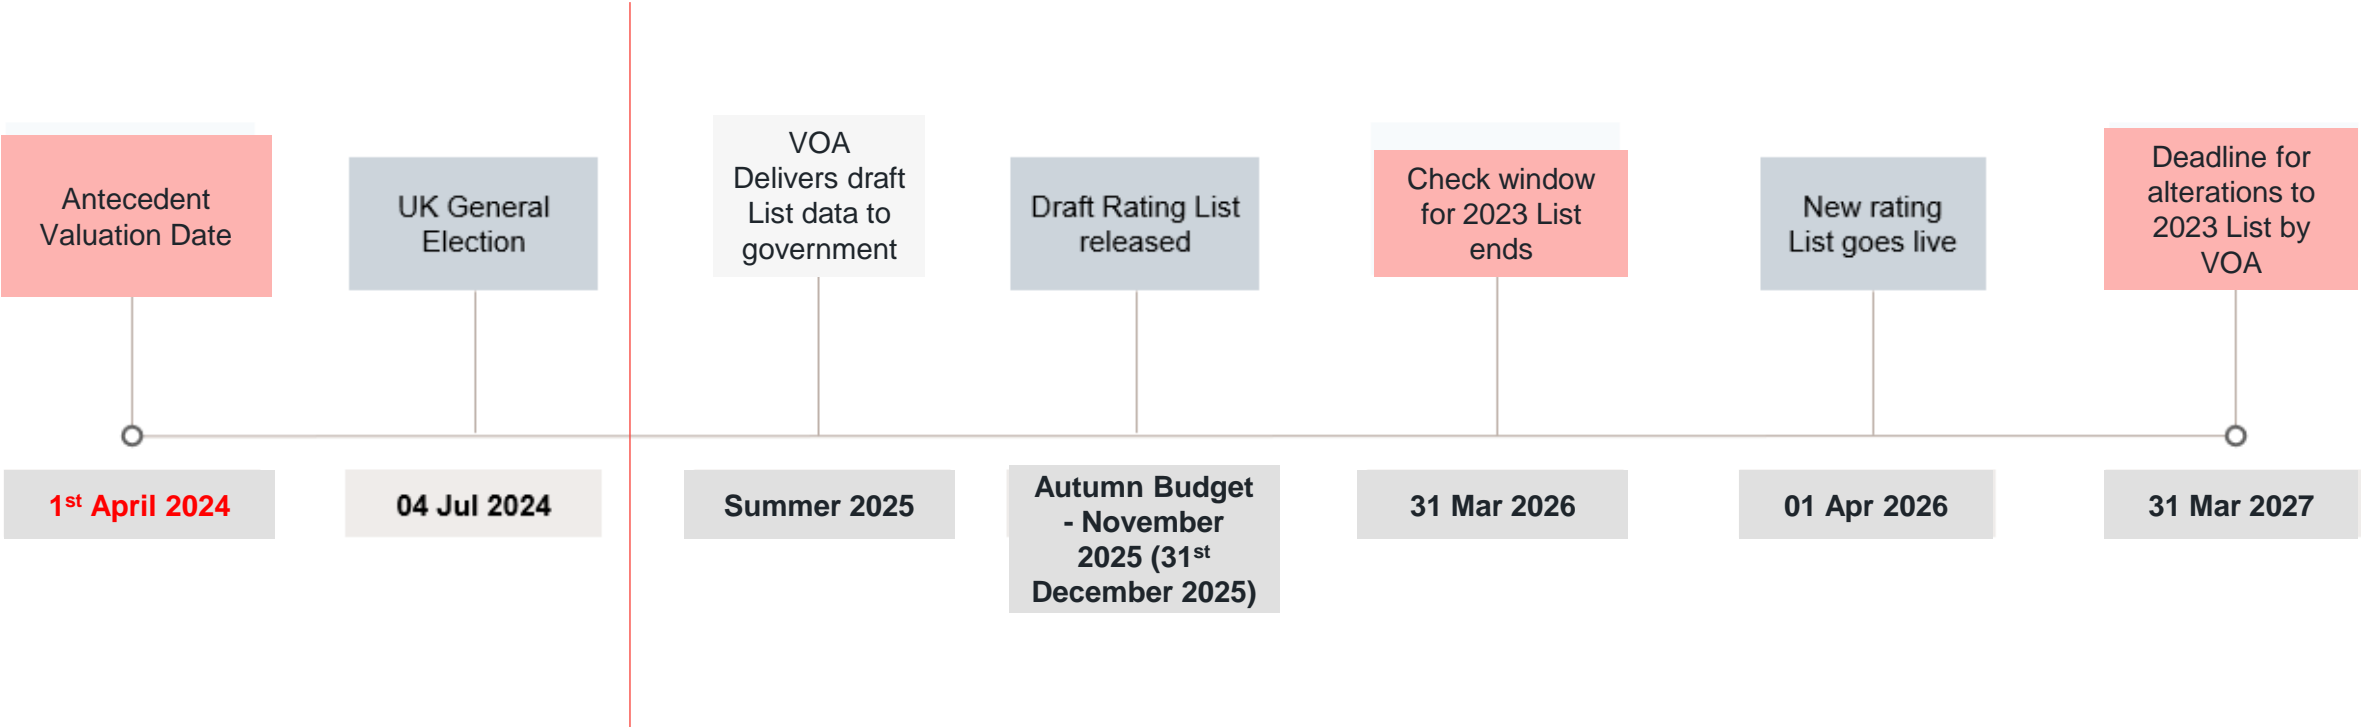 Antecedent
Valuation Date
UK General
Election
VOA
Delivers draft
List data to
government
Draft Rating List
released
Check window
for 2023 List
ends
New rating
List goes live
Deadline for
alterations to
2023 List by
VOA
1st April 2024
04 Jul 2024
Summer 2025
Autumn Budget
- November
2025 (31st
December 2025)
31 Mar 2026
01 Apr 2026
31 Mar 2027